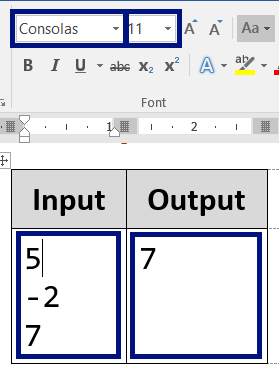 Consolas 11 A A Aa
B I U abc x₂ x² A ab A
Font
1 2
Input Output
5 7
-2
7